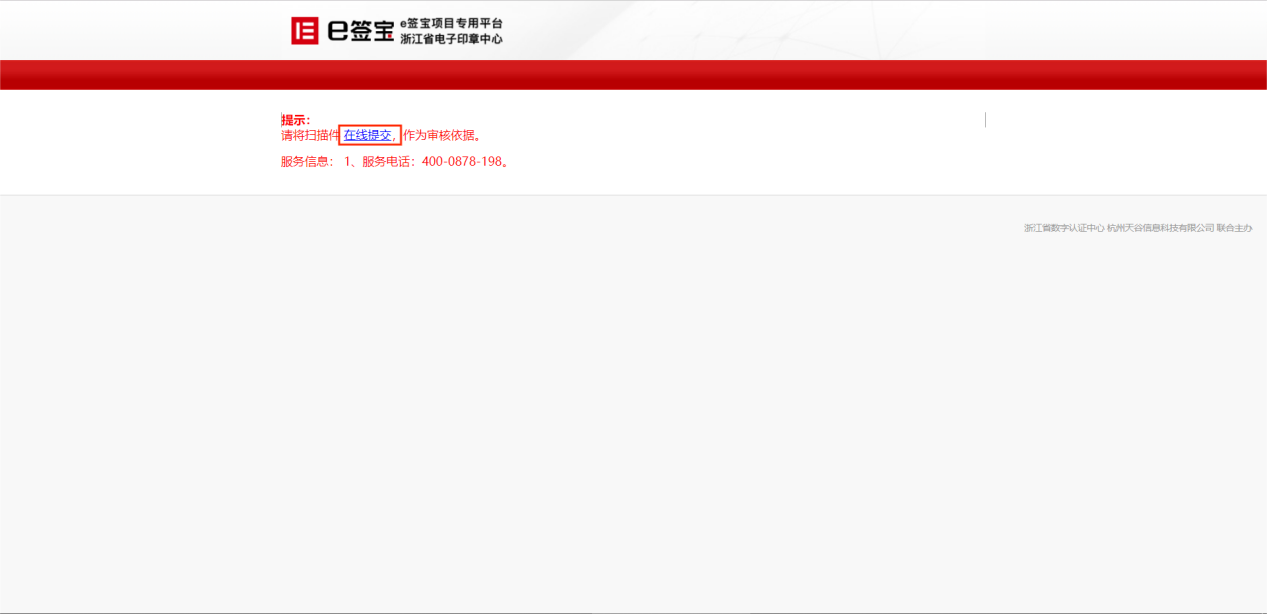 e签宝 e签宝项目专用平台
浙江省电子印章中心
提示：
请将扫描件 在线提交，作为审核依据。
服务信息： 1、服务电话：400-0878-198。
浙江省数字认证中心 杭州天谷信息科技有限公司 联合主办